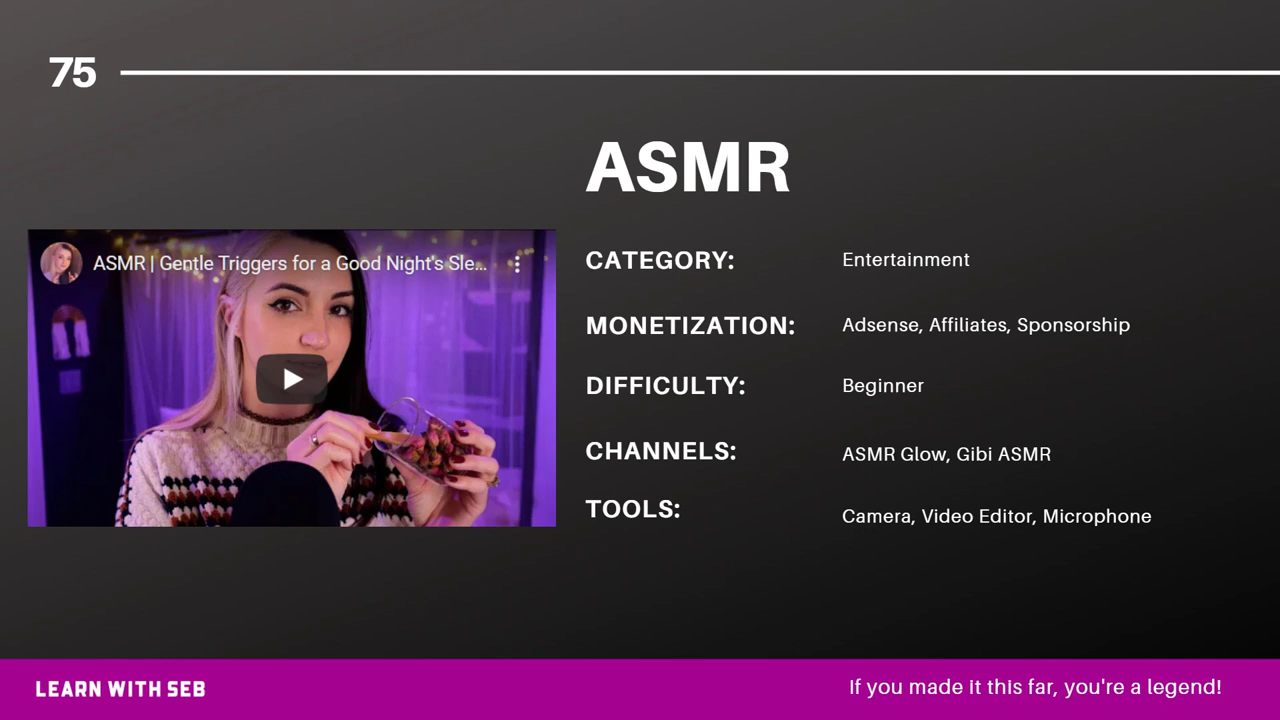 75
ASMR
ASMR | Gentle Triggers for a Good Night's Sle...
CATEGORY: Entertainment
MONETIZATION: Adsense, Affiliates, Sponsorship
DIFFICULTY: Beginner
CHANNELS: ASMR Glow, Gibi ASMR
TOOLS: Camera, Video Editor, Microphone
LEARN WITH SEB
If you made it this far, you're a legend!